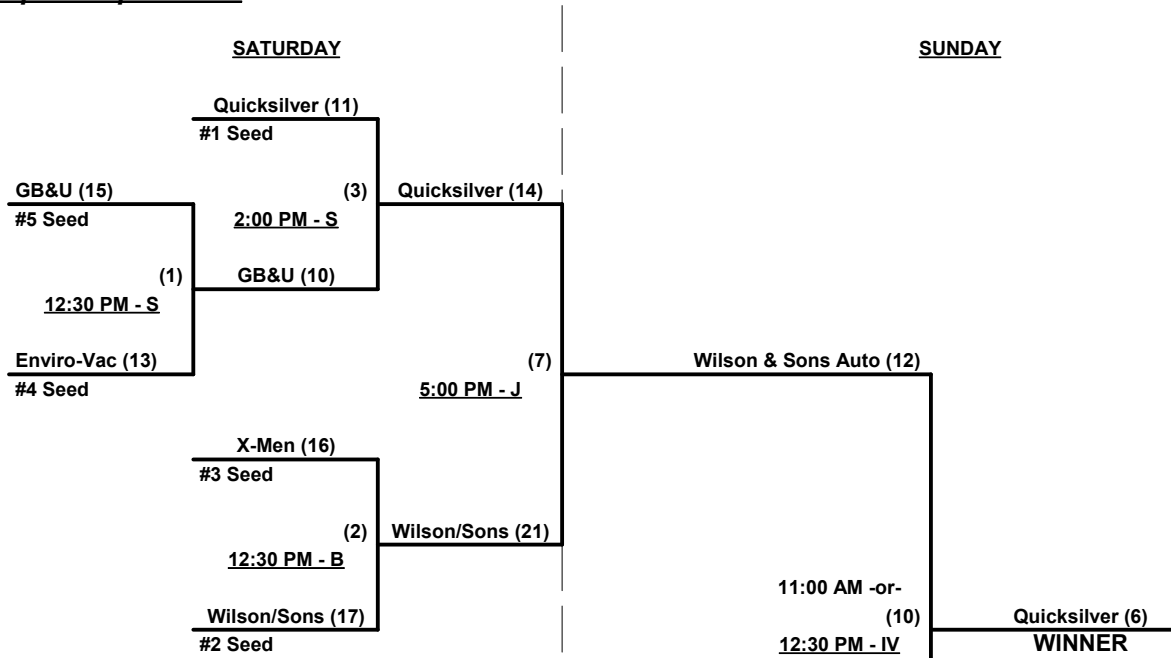 SATURDAY
SUNDAY
Quicksilver (11)
#1 Seed
GB&U (15)
(3)
Quicksilver (14)
#5 Seed
2:00 PM - S
(1)
GB&U (10)
12:30 PM - S
Enviro-Vac (13)
(7)
Wilson & Sons Auto (12)
#4 Seed
5:00 PM - J
X-Men (16)
#3 Seed
(2)
Wilson/Sons (21)
12:30 PM - B
11:00 AM -or-
Wilson/Sons (17)
(10)
Quicksilver (6)
#2 Seed
12:30 PM - IV
WINNER